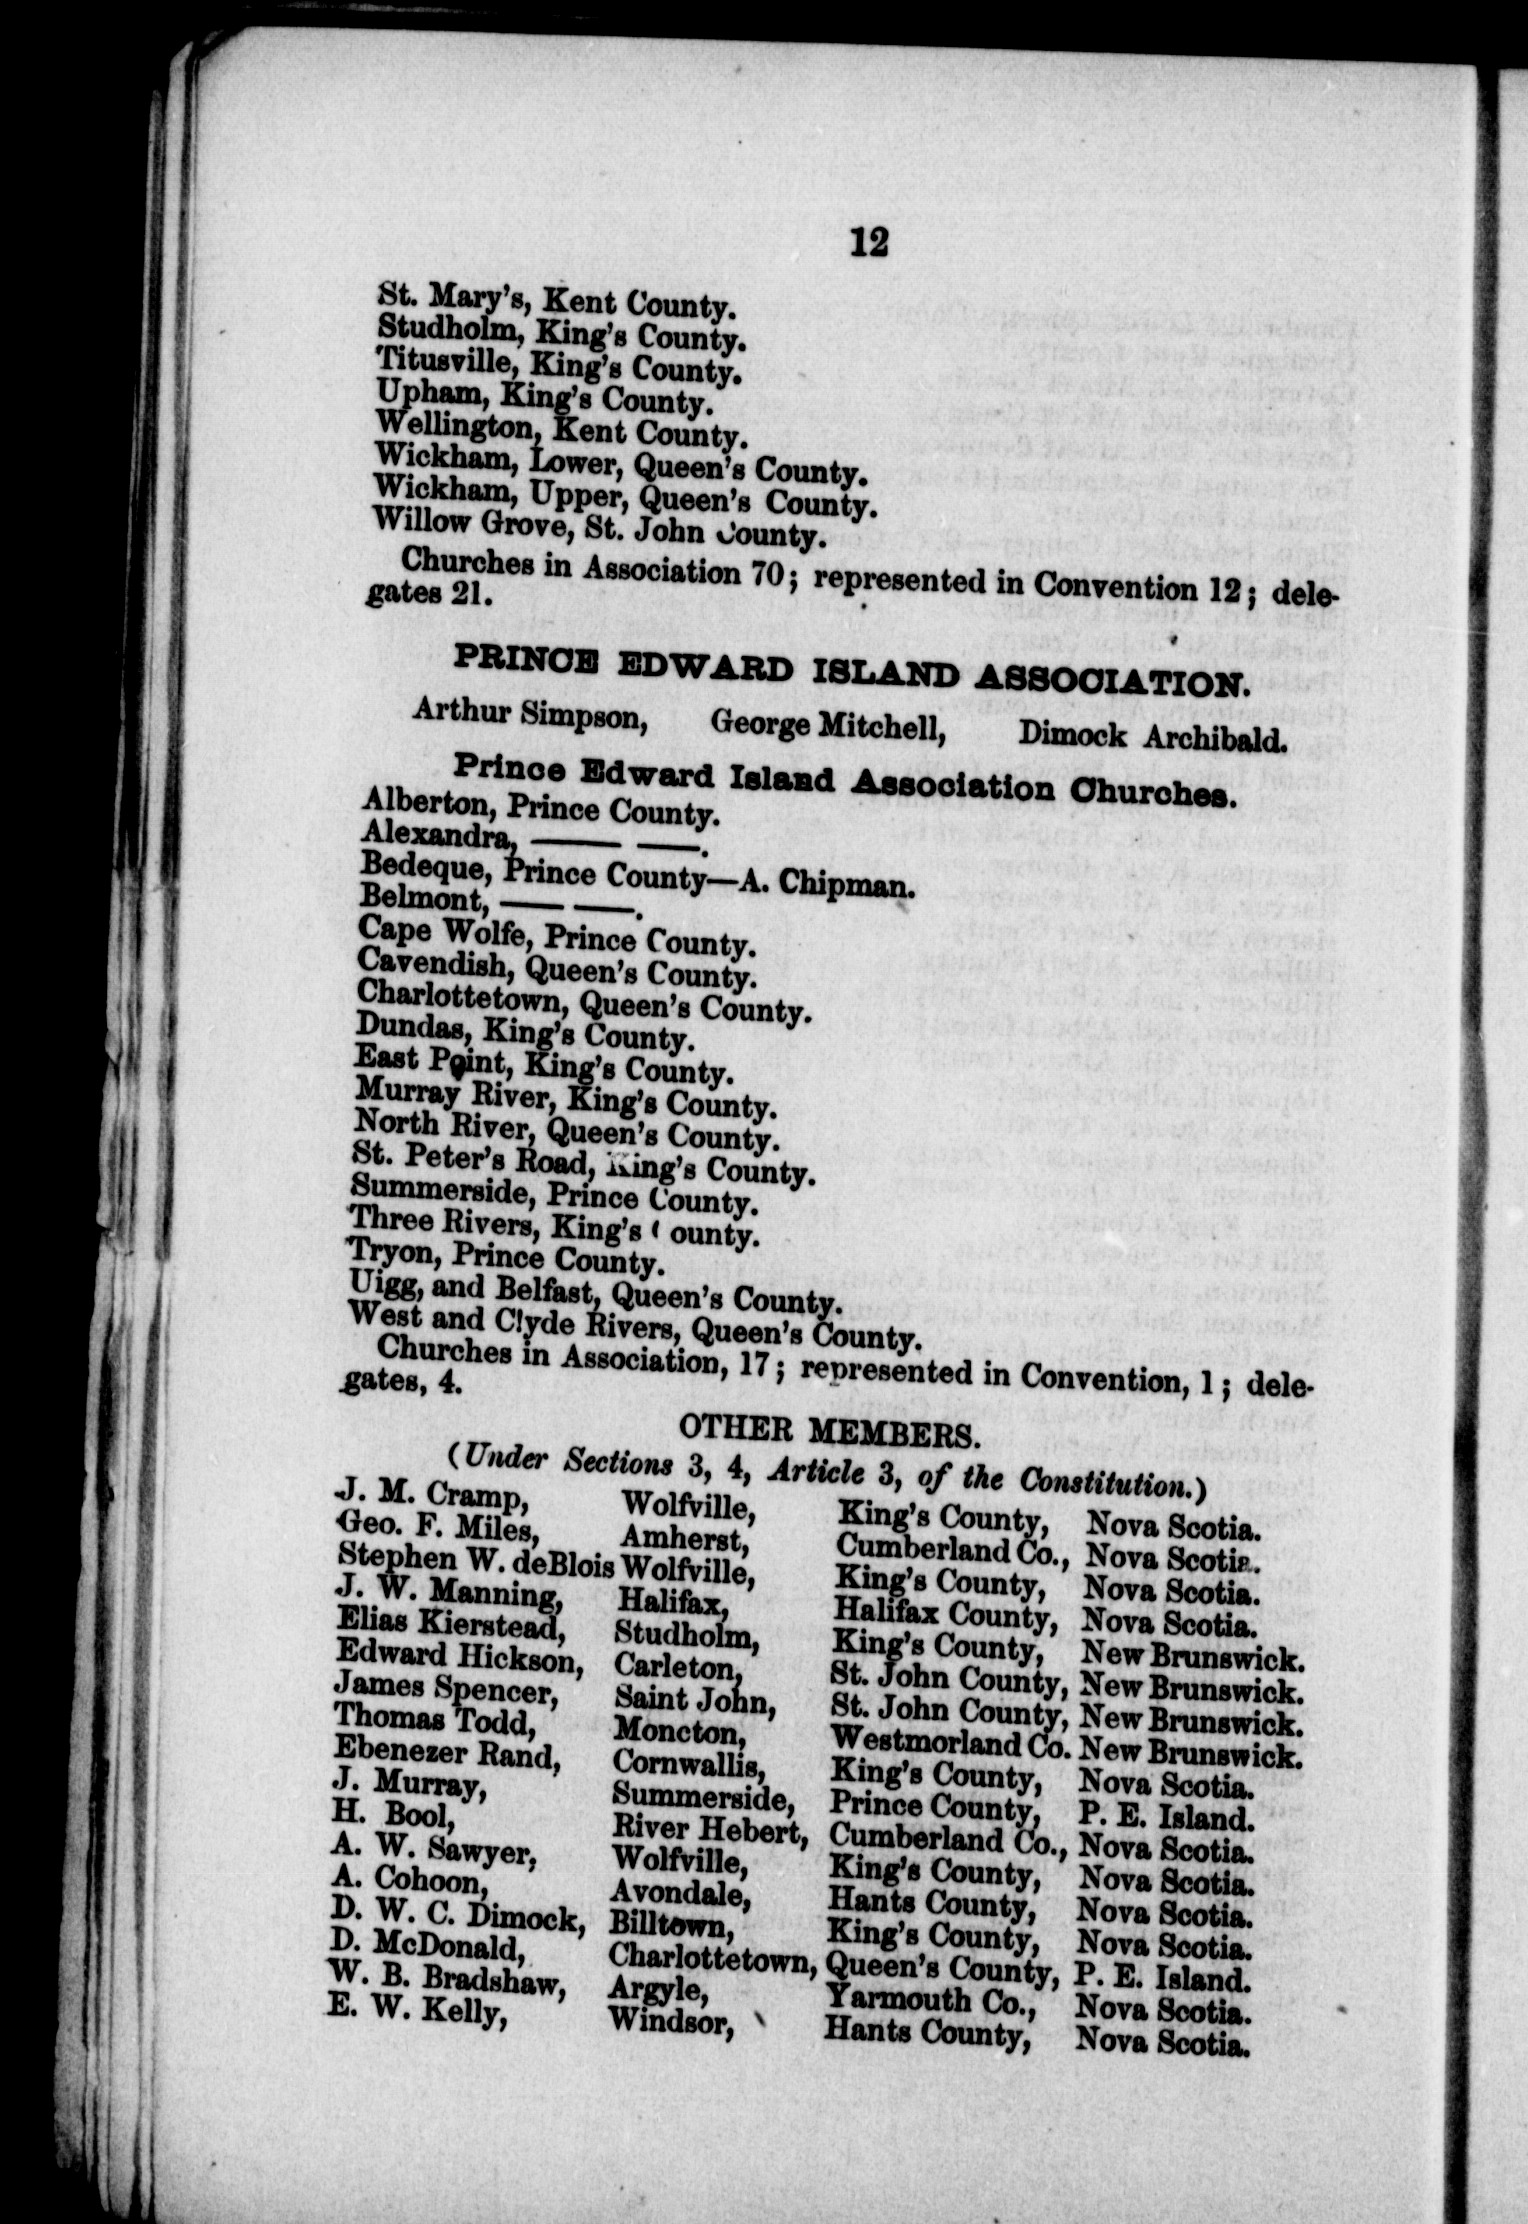 12
St. Mary's, Kent County.
Studholm, King's County.
Titusville, King's County.
Upham, King's County.
Wellington, Kent County.
Wickham, Lower, Queen's County.
Wickham, Upper, Queen's County.
Willow Grove, St. John County.
Churches in Association 70; represented in Convention 12; dele-
gates 21.
PRINCE EDWARD ISLAND ASSOCIATION.
Arthur Simpson, George Mitchell, Dimock Archibald.
Prince Edward Island Association Churches.
Alberton, Prince County.
Alexandra, —— ——.
Bedeque, Prince County—A. Chipman.
Belmont, —— ——.
Cape Wolfe, Prince County.
Cavendish, Queen's County.
Charlottetown, Queen's County.
Dundas, King's County.
East Point, King's County.
Murray River, King's County.
North River, Queen's County.
St. Peter's Road, King's County.
Summerside, Prince County.
Three Rivers, King's County.
Tryon, Prince County.
Uigg, and Belfast, Queen's County.
West and Clyde Rivers, Queen's County.
Churches in Association, 17; represented in Convention, 1; dele-
gates, 4.
OTHER MEMBERS.
(Under Sections 3, 4, Article 3, of the Constitution.)
J. M. Cramp, Wolfville, King's County, Nova Scotia.
Geo. F. Miles, Amherst, Cumberland Co., Nova Scotia.
Stephen W. deBlois Wolfville, King's County, Nova Scotia.
J. W. Manning, Halifax, Halifax County, Nova Scotia.
Elias Kierstead, Studholm, King's County, New Brunswick.
Edward Hickson, Carleton, St. John County, New Brunswick.
James Spencer, Saint John, St. John County, New Brunswick.
Thomas Todd, Moncton, Westmorland Co. New Brunswick.
Ebenezer Rand, Cornwallis, King's County, Nova Scotia.
J. Murray, Summerside, Prince County, P. E. Island.
H. Bool, River Hebert, Cumberland Co., Nova Scotia.
A. W. Sawyer, Wolfville, King's County, Nova Scotia.
A. Cohoon, Avondale, Hants County, Nova Scotia.
D. W. C. Dimock, Billtown, King's County, Nova Scotia.
D. McDonald, Charlottetown, Queen's County, P. E. Island.
W. B. Bradshaw, Argyle, Yarmouth Co., Nova Scotia.
E. W. Kelly, Windsor, Hants County, Nova Scotia.